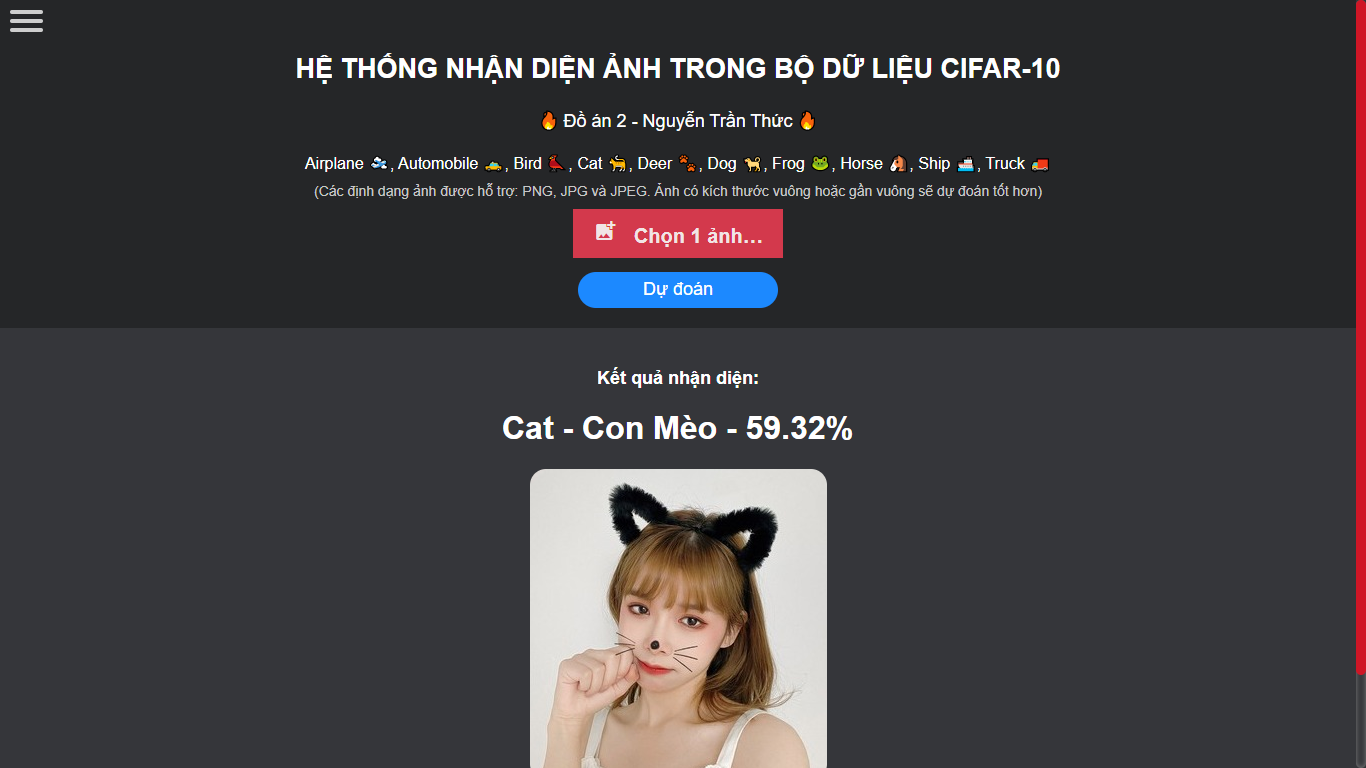 HỆ THỐNG NHẬN DIỆN ẢNH TRONG BỘ DỮ LIỆU CIFAR-10
🔥 Đồ án 2 - Nguyễn Trần Thức 🔥
Airplane 🛩, Automobile 🚕, Bird 🐦, Cat 🐈, Deer 🐾, Dog 🐕, Frog 🐸, Horse 🐴, Ship 🚢, Truck 🚚
(Các định dạng ảnh được hỗ trợ: PNG, JPG và JPEG. Ảnh có kích thước vuông hoặc gần vuông sẽ dự đoán tốt hơn)
Chọn 1 ảnh...
Dự đoán
Kết quả nhận diện:
Cat - Con Mèo - 59.32%